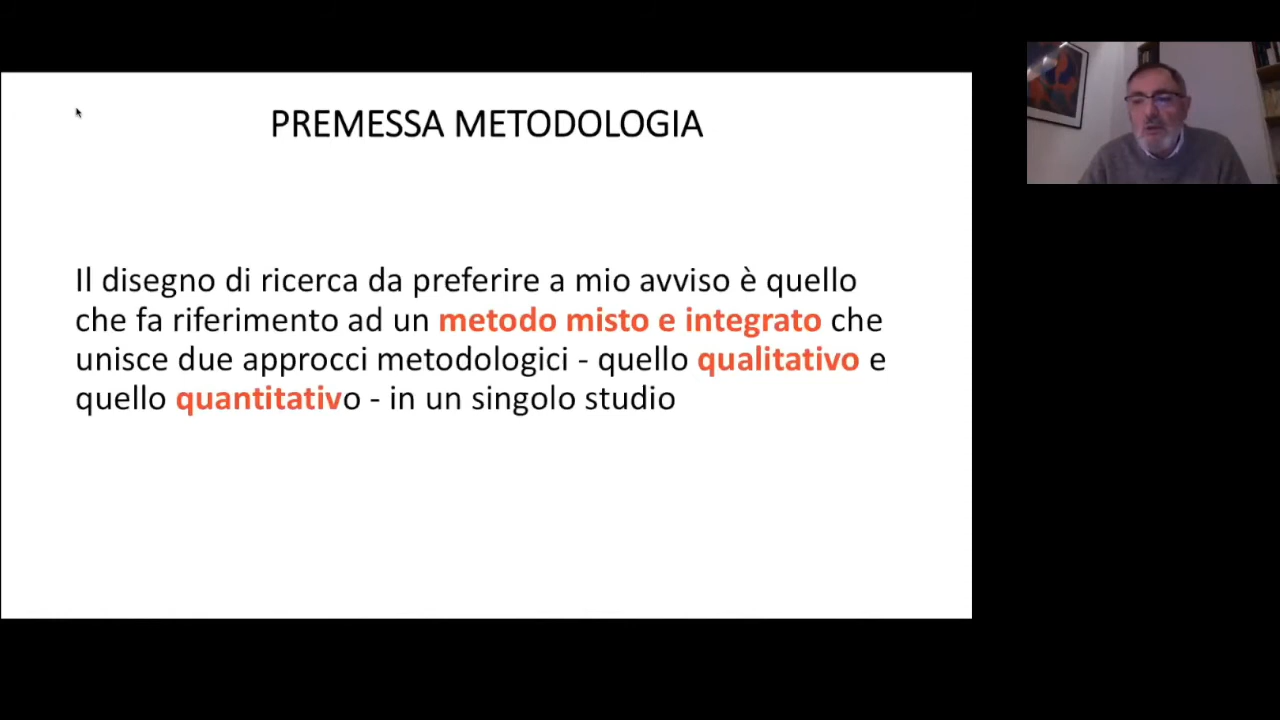 PREMESSA METODOLOGIA
Il disegno di ricerca da preferire a mio avviso è quello
che fa riferimento ad un metodo misto e integrato che
unisce due approcci metodologici - quello qualitativo e
quello quantitativo - in un singolo studio